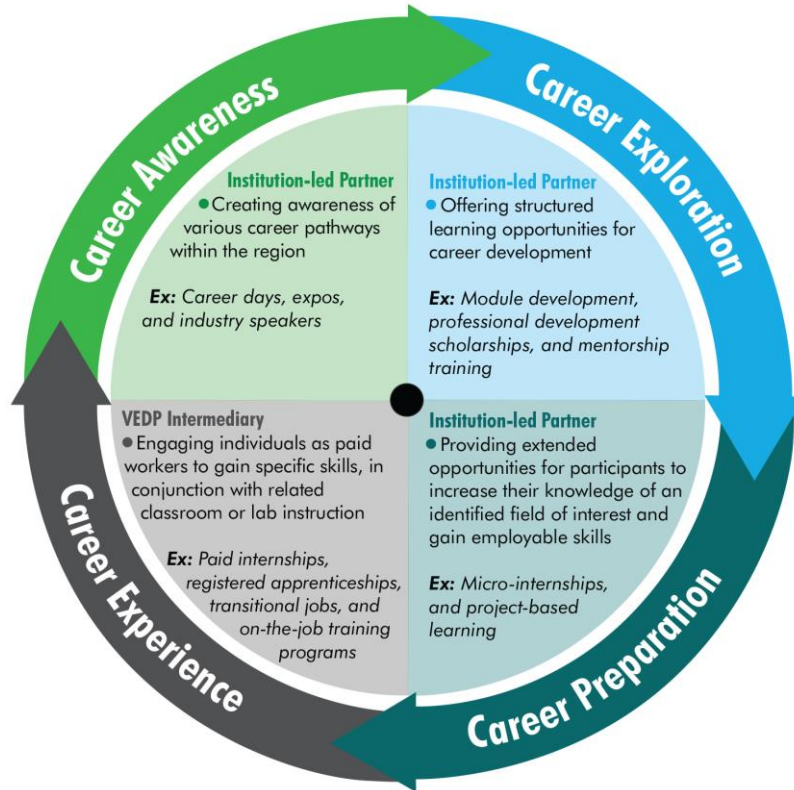 Career Awareness
Institution-led Partner
● Creating awareness of
various career pathways
within the region
Ex: Career days, expos,
and industry speakers
Career Exploration
Institution-led Partner
● Offering structured
learning opportunities for
career development
Ex: Module development,
professional development
scholarships, and mentorship
training
Career Preparation
Institution-led Partner
● Providing extended
opportunities for participants to
increase their knowledge of an
identified field of interest and
gain employable skills
Ex: Micro-internships,
and project-based
learning
Career Experience
VEDP Intermediary
● Engaging individuals as paid
workers to gain specific skills, in
conjunction with related
classroom or lab instruction
Ex: Paid internships,
registered apprenticeships,
transitional jobs, and
on-the-job training
programs